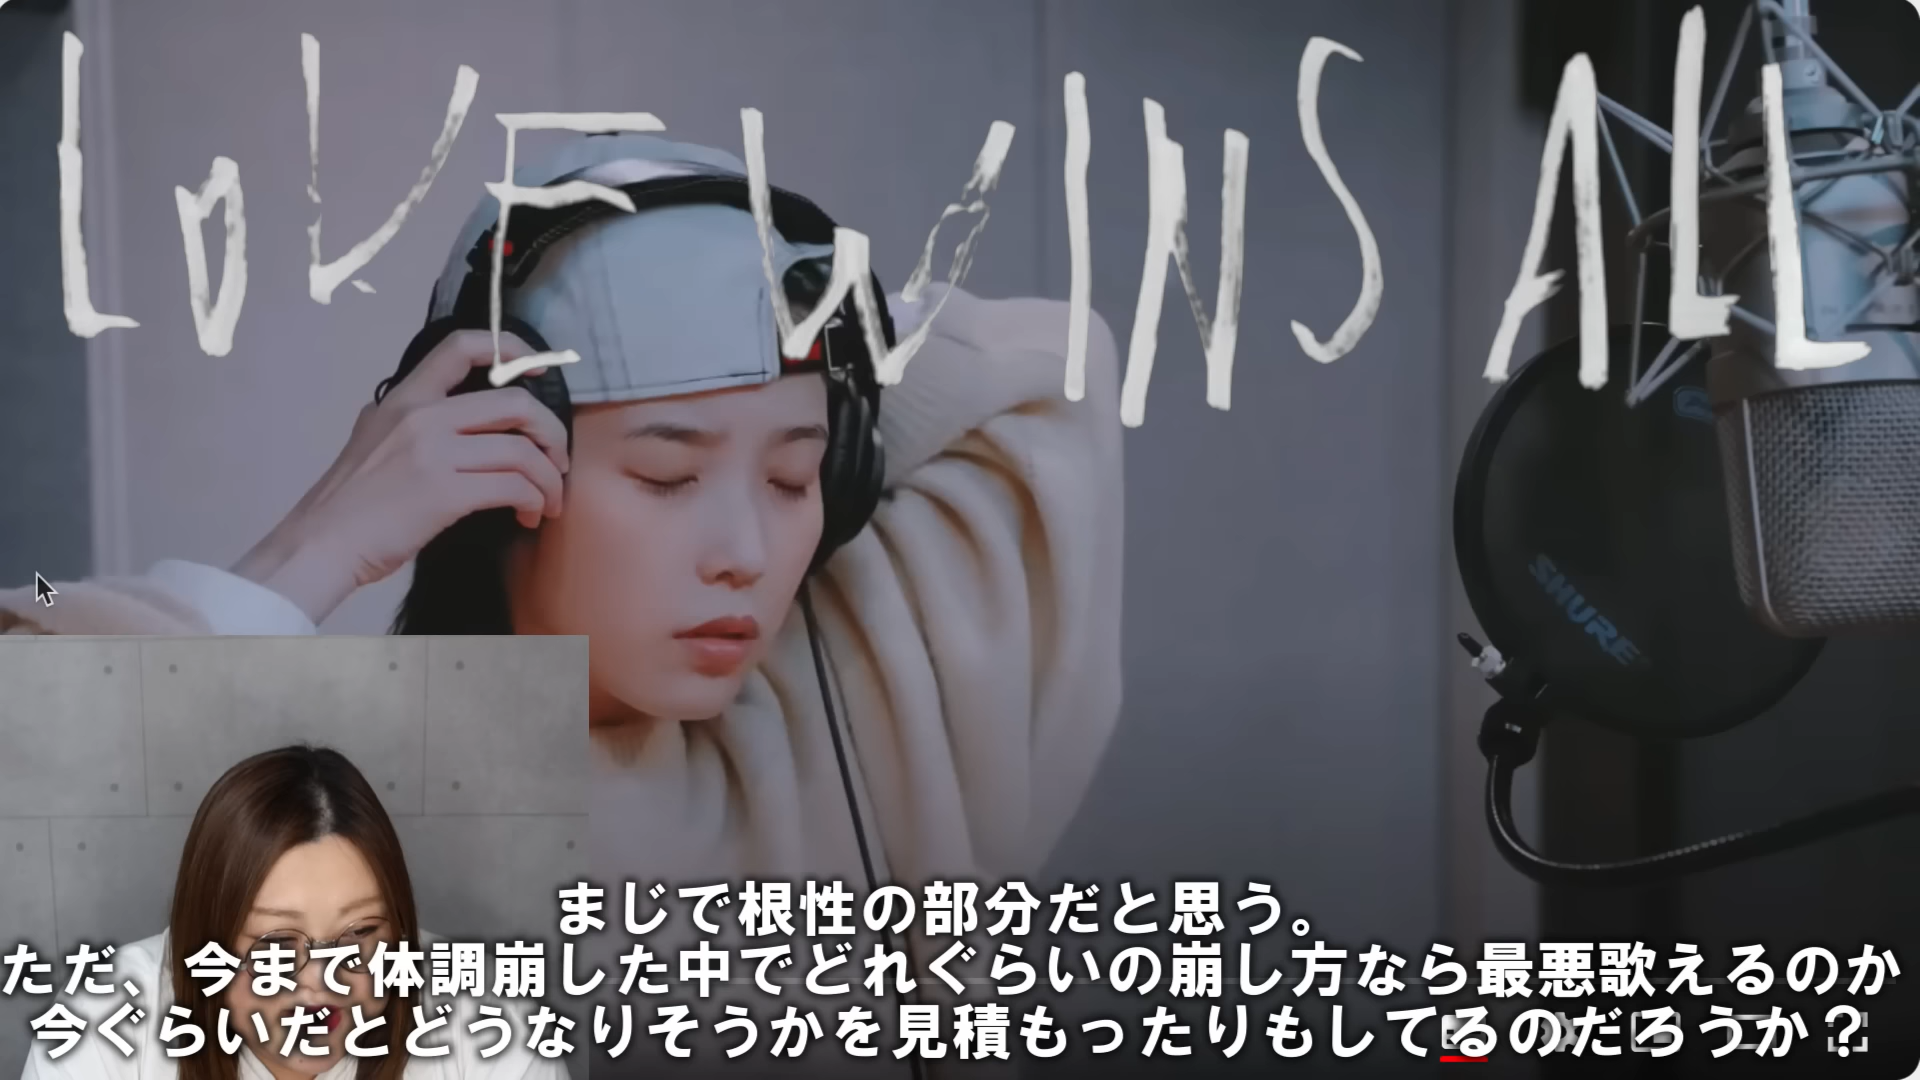 LOVE WINS ALL
SHURE
まじで根性の部分だと思う。
ただ、今まで体調崩した中でどれぐらいの崩し方なら最悪歌えるのか
今ぐらいだとどうなりそうかを見積もったりもしてるのだろうか？